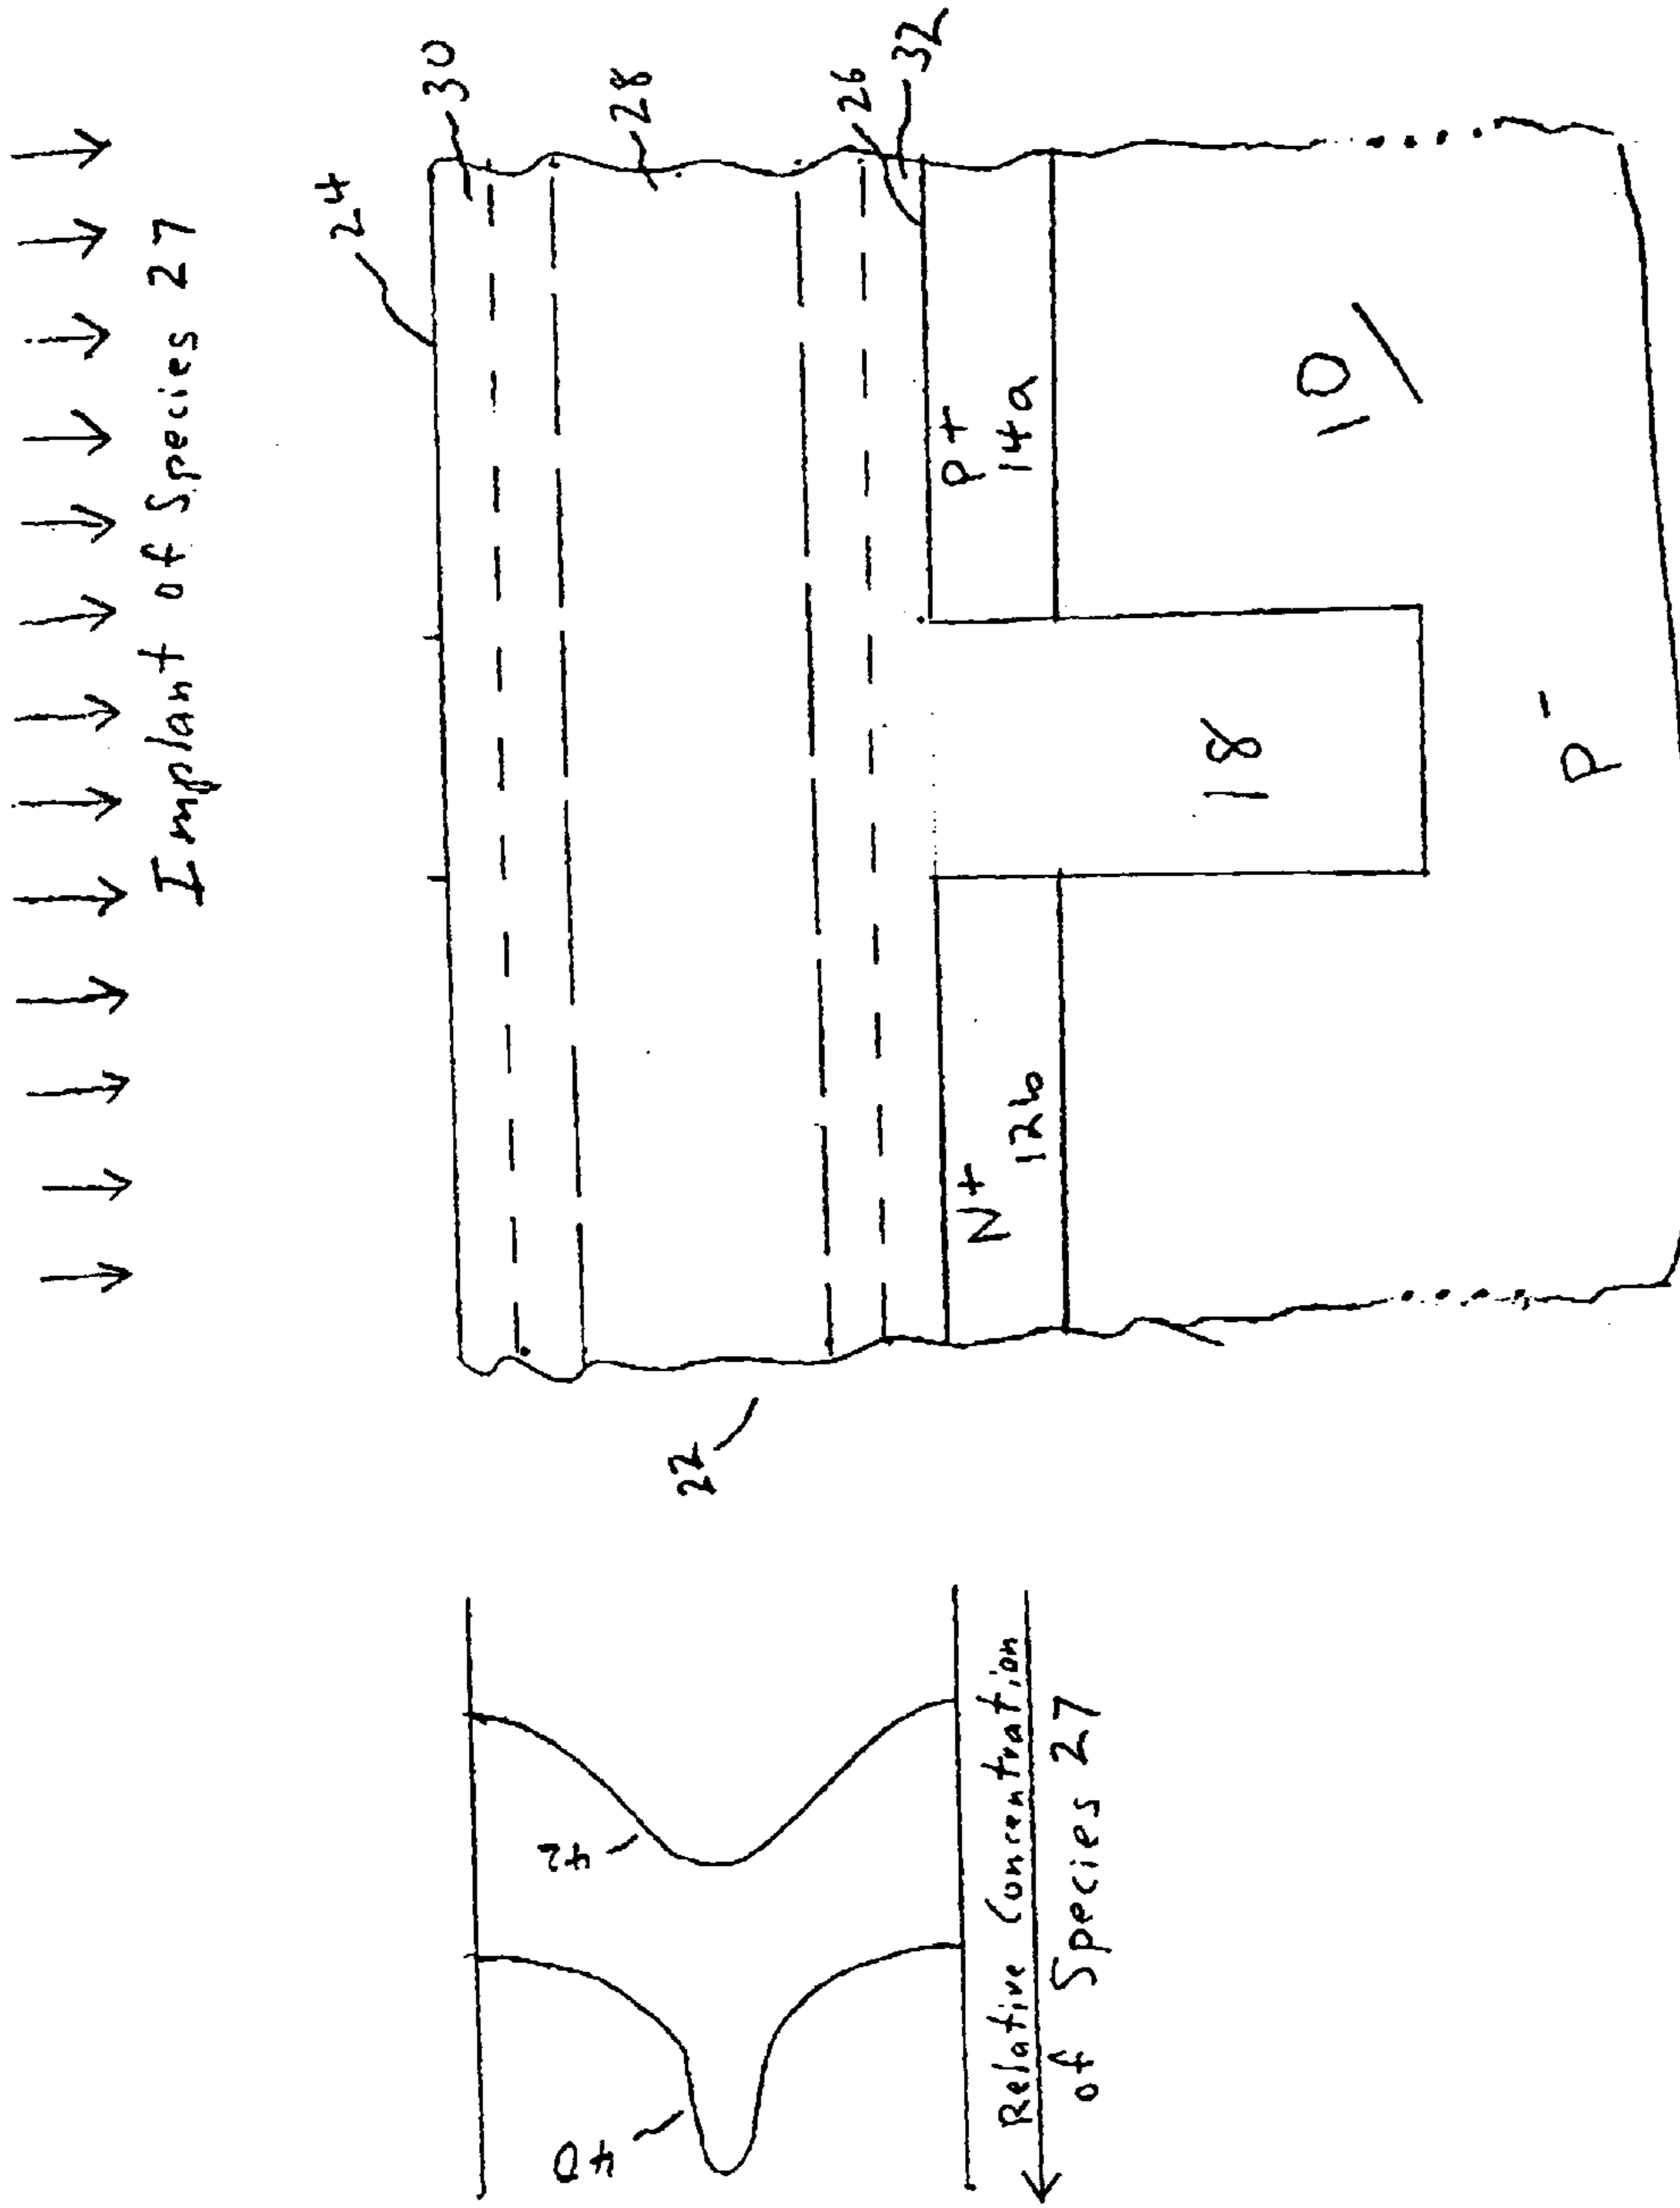 Implant of Species 27
24
30
28
26
32
22
42
40
P+
14a
N+
12b
18
10
P-
Relative Concentration
of Species 27